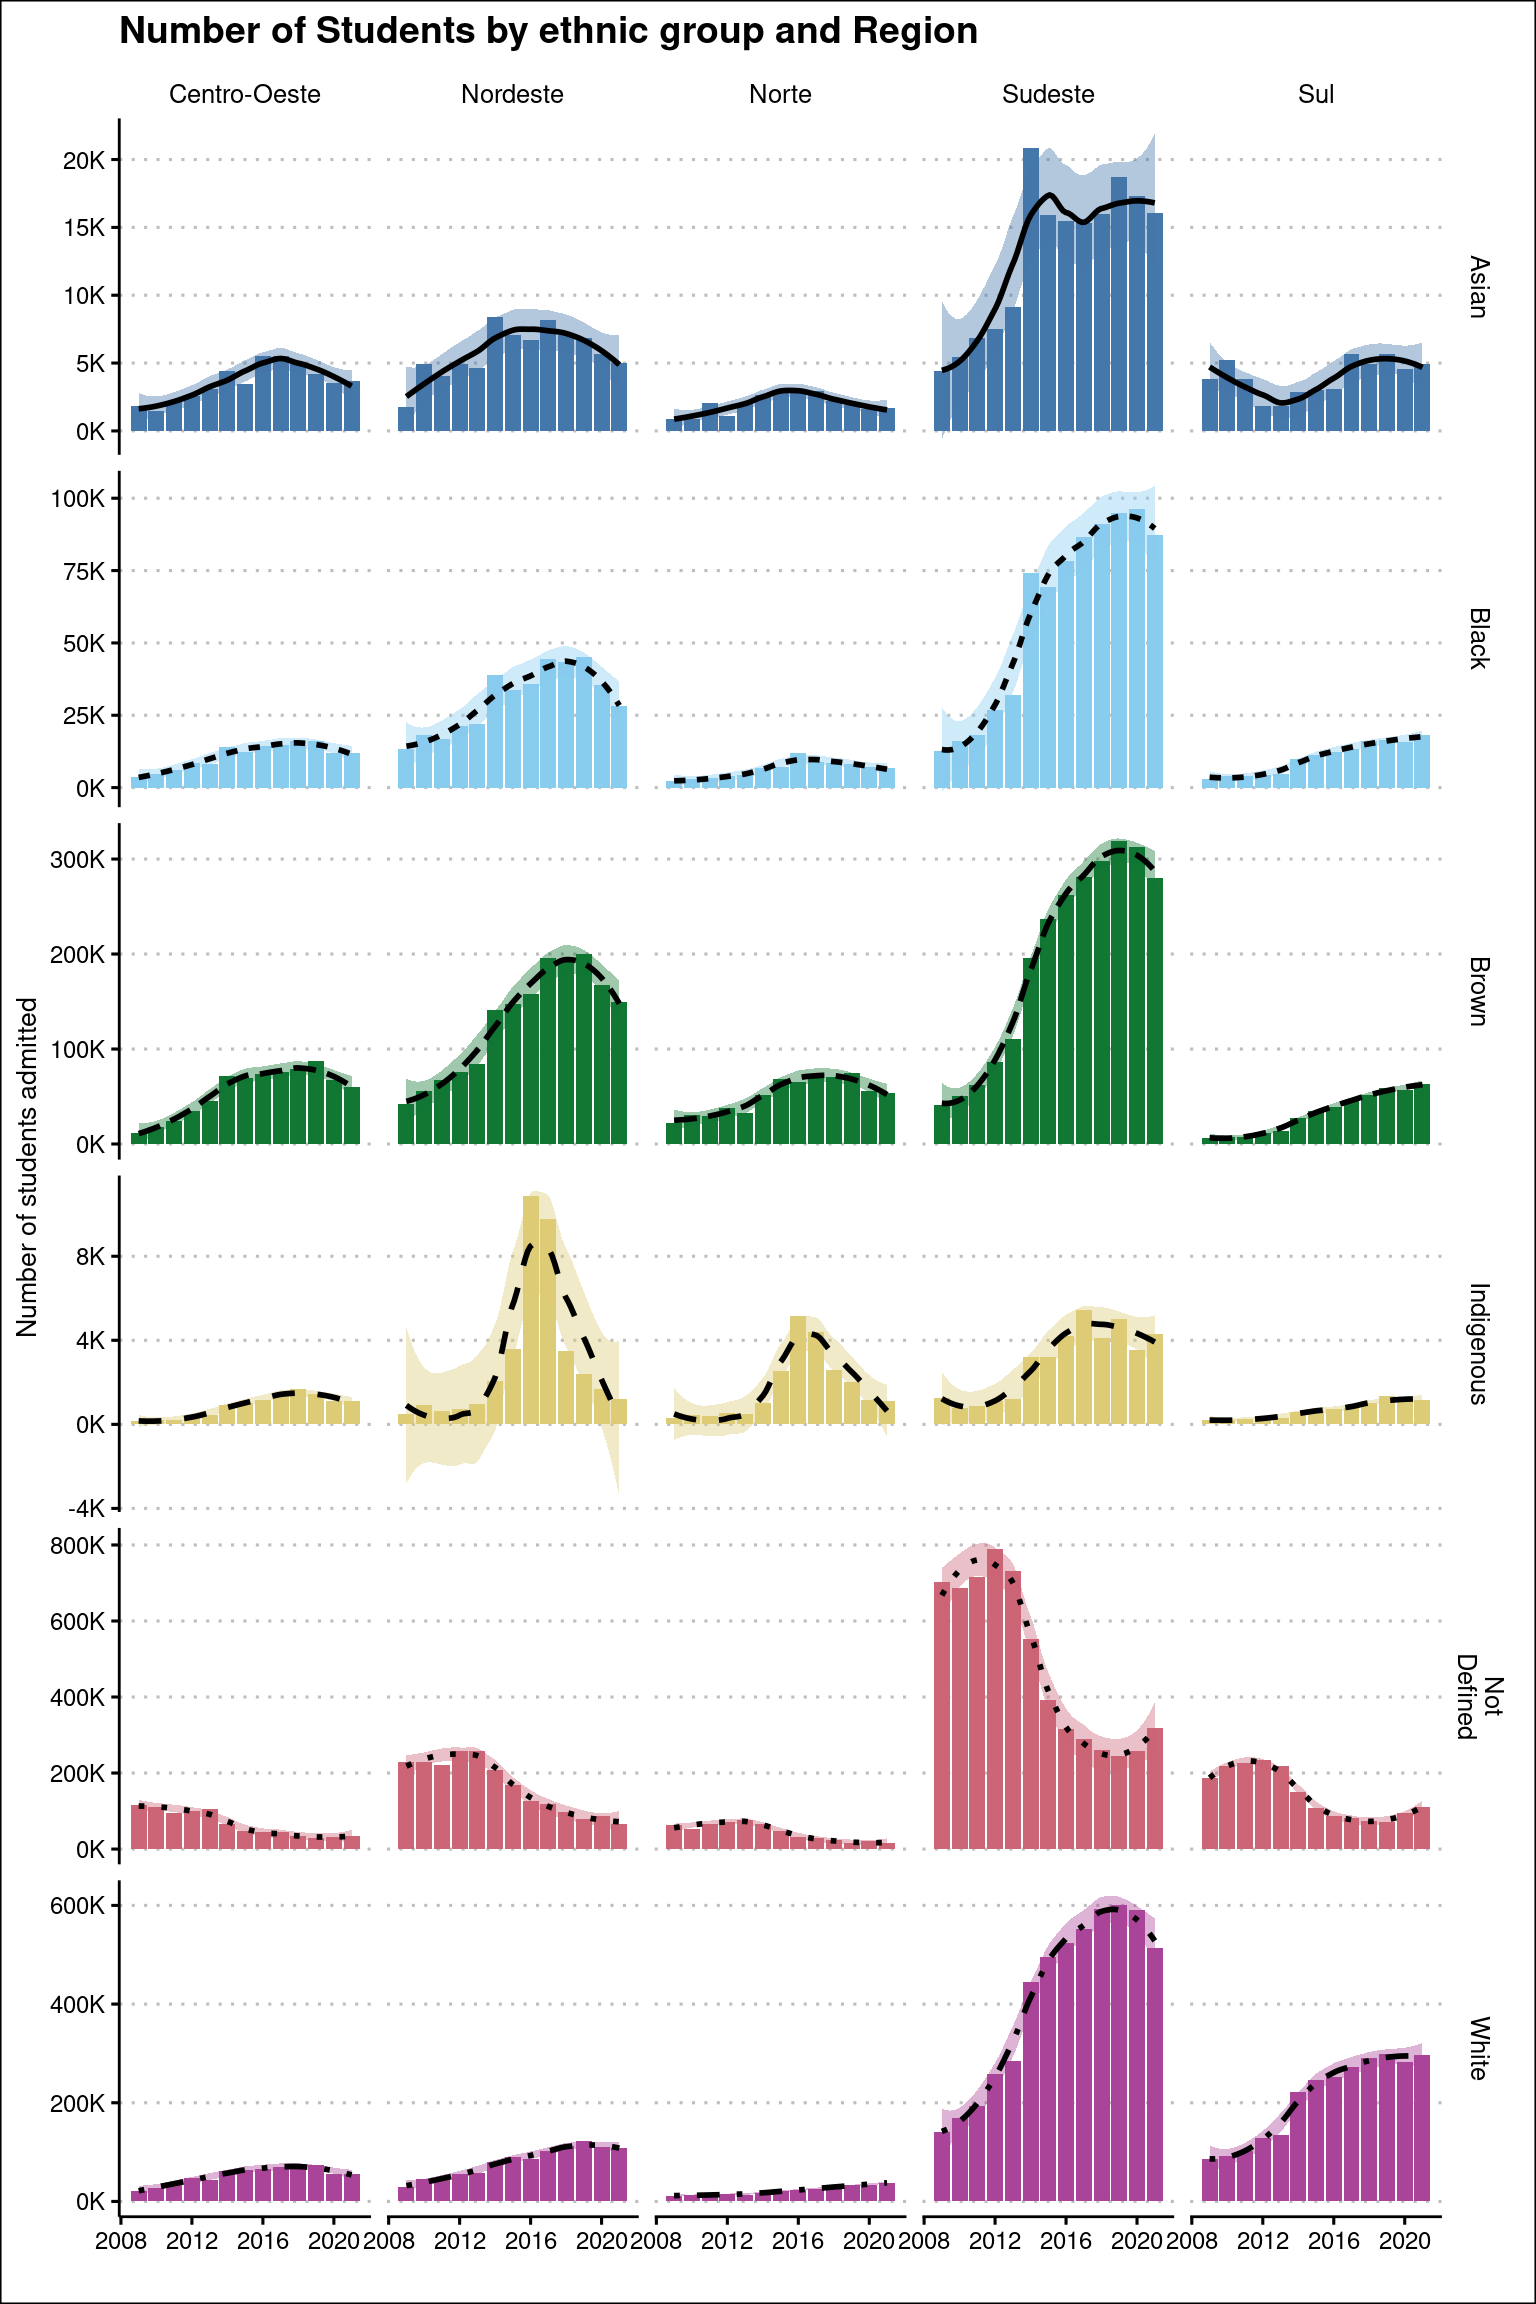 Number of Students by ethnic group and Region
Centro-Oeste Nordeste Norte Sudeste Sul
Number of students admitted
20K
15K
10K
5K
0K
Asian
100K
75K
50K
25K
0K
Black
300K
200K
100K
0K
Brown
8K
4K
0K
-4K
Indigenous
800K
600K
400K
200K
0K
Not
Defined
600K
400K
200K
0K
White
2008 2012 2016 2020 2008 2012 2016 2020 2008 2012 2016 2020 2008 2012 2016 2020 2008 2012 2016 2020